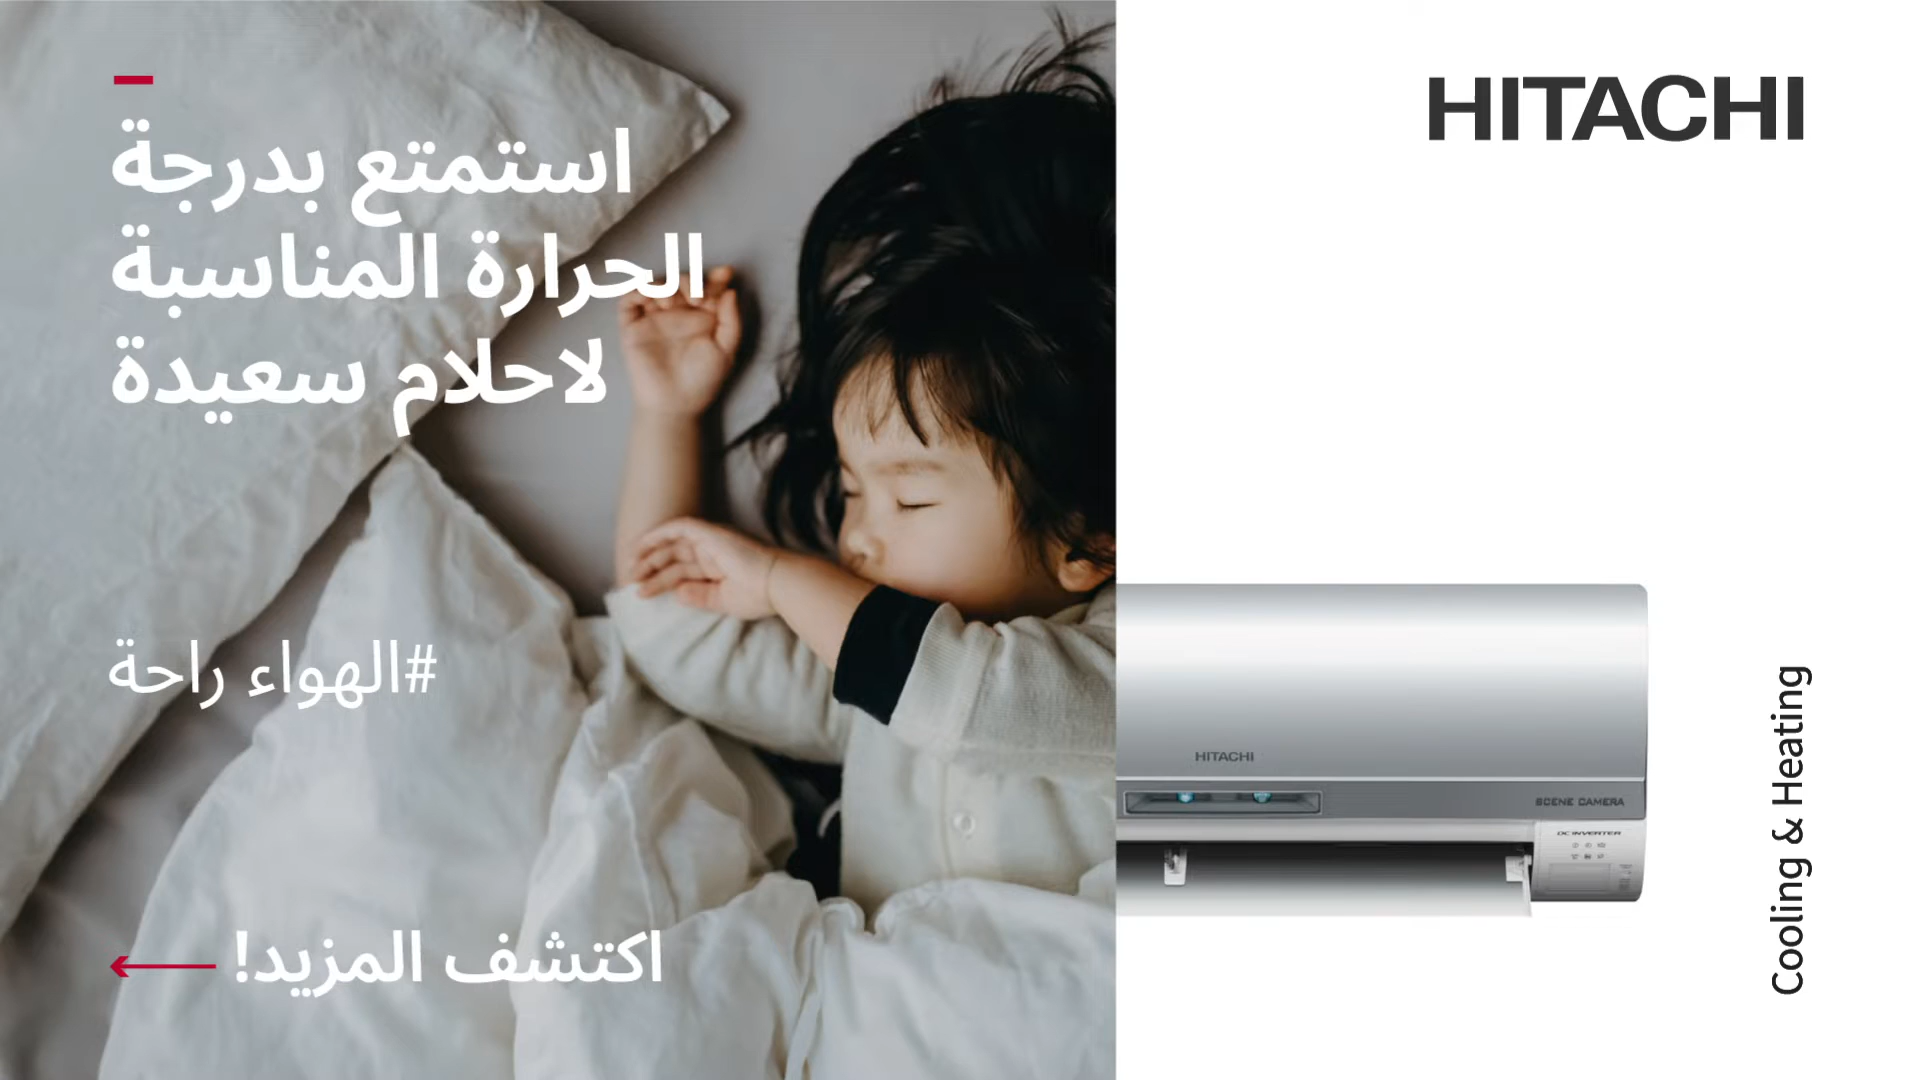 استمتع بدرجة
الحرارة المناسبة
لاحلام سعيدة
#الهواء راحة
اكتشف المزيد!
HITACHI
HITACHI
SCENE CAMERA
DC INVERTER
Cooling & Heating